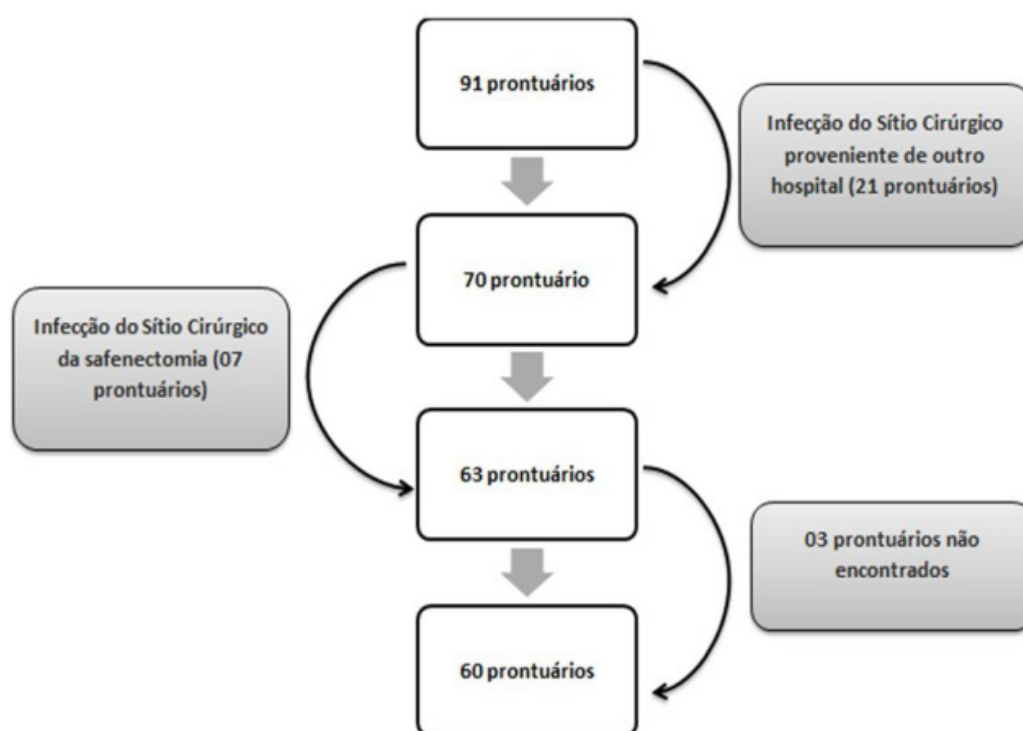 91 prontuários
Infecção do Sítio Cirúrgico
proveniente de outro
hospital (21 prontuários)
70 prontuário
Infecção do Sítio Cirúrgico
da safenectomia (07
prontuários)
63 prontuários
03 prontuários não
encontrados
60 prontuários